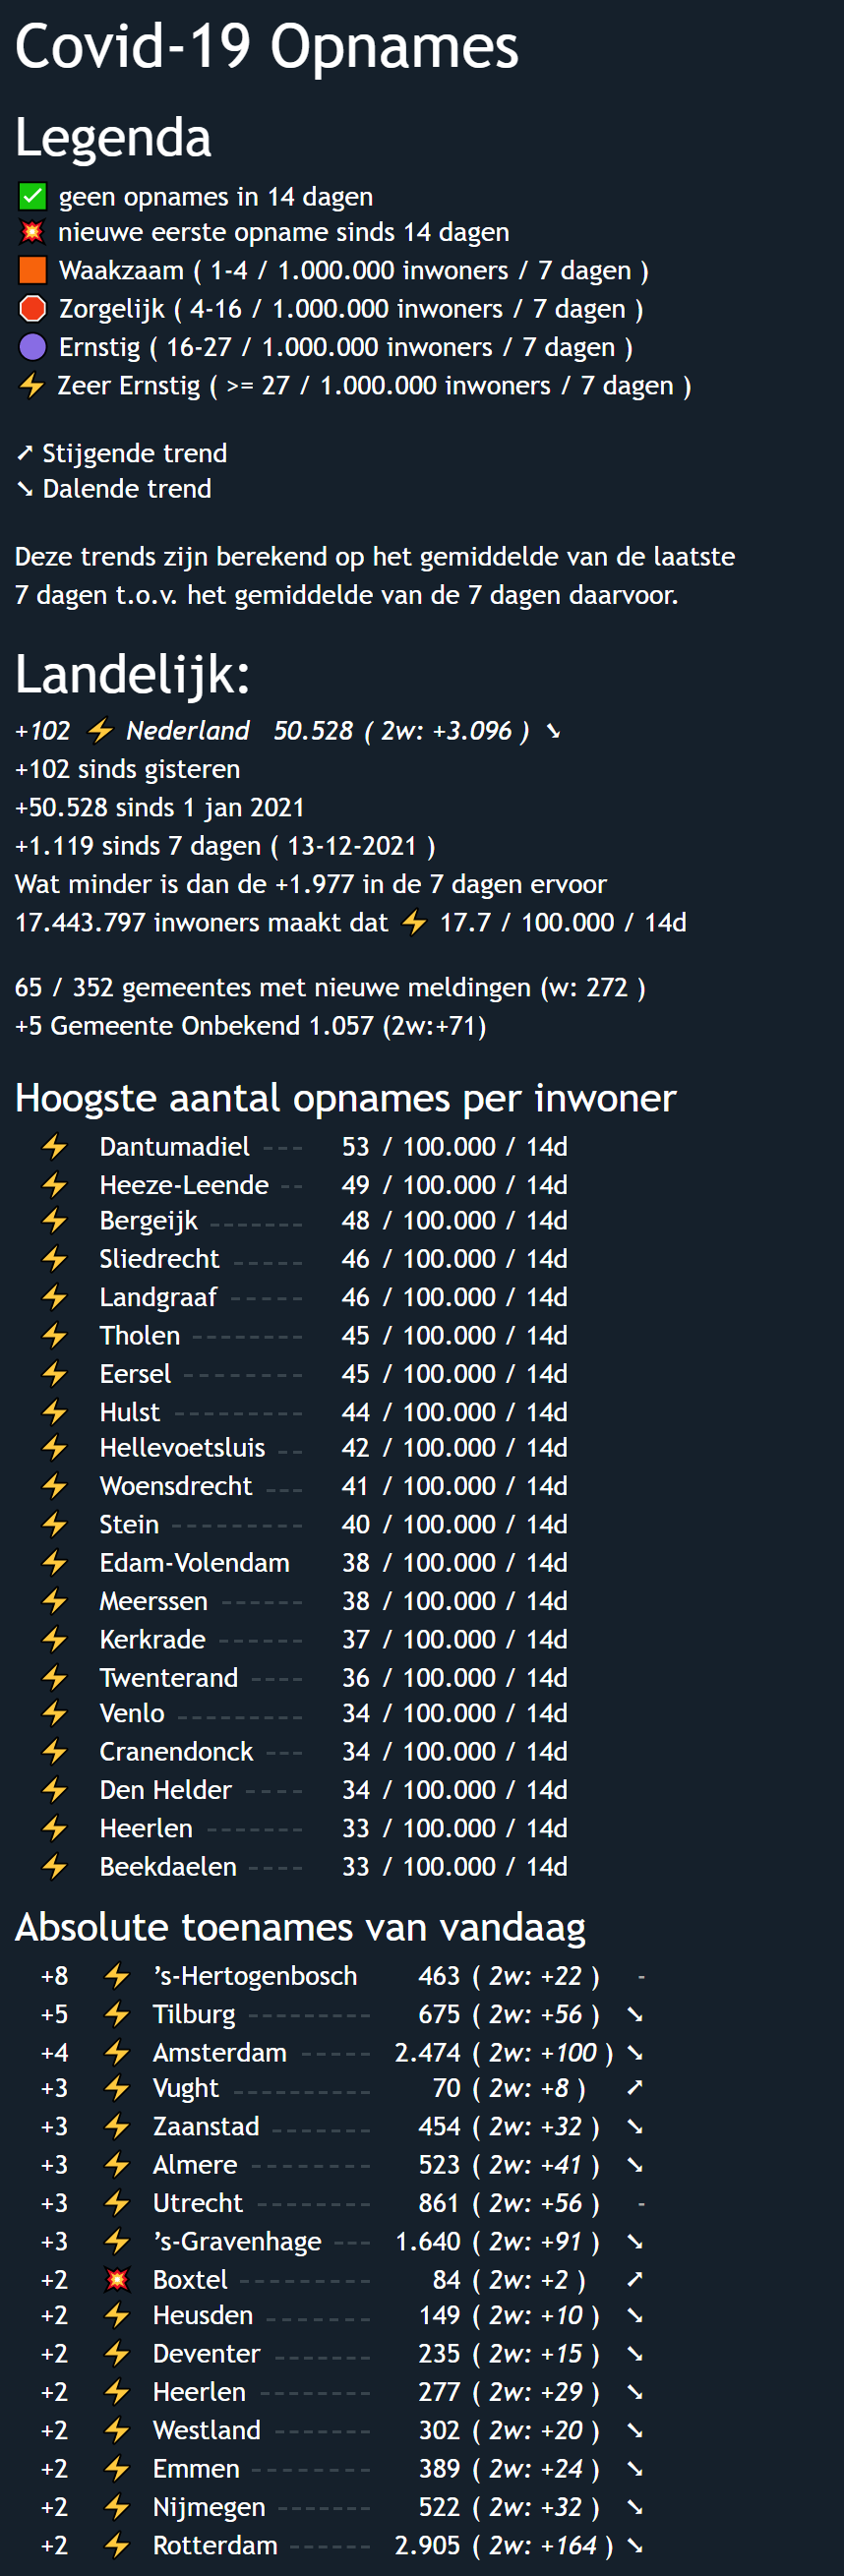 Covid-19 Opnames
Legenda
✅ geen opnames in 14 dagen
💥 nieuwe eerste opname sinds 14 dagen
🟧 Waakzaam ( 1-4 / 1.000.000 inwoners / 7 dagen )
🛑 Zorgelijk ( 4-16 / 1.000.000 inwoners / 7 dagen )
🟣 Ernstig ( 16-27 / 1.000.000 inwoners / 7 dagen )
⚡ Zeer Ernstig ( >= 27 / 1.000.000 inwoners / 7 dagen )
➚ Stijgende trend
➘ Dalende trend
Deze trends zijn berekend op het gemiddelde van de laatste
7 dagen t.o.v. het gemiddelde van de 7 dagen daarvoor.
Landelijk:
+102 ⚡ Nederland 50.528 ( 2w: +3.096 ) ➘
+102 sinds gisteren
+50.528 sinds 1 jan 2021
+1.119 sinds 7 dagen ( 13-12-2021 )
Wat minder is dan de +1.977 in de 7 dagen ervoor
17.443.797 inwoners maakt dat ⚡ 17.7 / 100.000 / 14d
65 / 352 gemeentes met nieuwe meldingen (w: 272 )
+5 Gemeente Onbekend 1.057 (2w:+71)
Hoogste aantal opnames per inwoner
⚡ Dantumadiel --- 53 / 100.000 / 14d
⚡ Heeze-Leende -- 49 / 100.000 / 14d
⚡ Bergeijk ------- 48 / 100.000 / 14d
⚡ Sliedrecht ----- 46 / 100.000 / 14d
⚡ Landgraaf ----- 46 / 100.000 / 14d
⚡ Tholen -------- 45 / 100.000 / 14d
⚡ Eersel -------- 45 / 100.000 / 14d
⚡ Hulst --------- 44 / 100.000 / 14d
⚡ Hellevoetsluis -- 42 / 100.000 / 14d
⚡ Woensdrecht --- 41 / 100.000 / 14d
⚡ Stein --------- 40 / 100.000 / 14d
⚡ Edam-Volendam 38 / 100.000 / 14d
⚡ Meerssen ------ 38 / 100.000 / 14d
⚡ Kerkrade ------ 37 / 100.000 / 14d
⚡ Twenterand ---- 36 / 100.000 / 14d
⚡ Venlo --------- 34 / 100.000 / 14d
⚡ Cranendonck --- 34 / 100.000 / 14d
⚡ Den Helder ---- 34 / 100.000 / 14d
⚡ Heerlen ------- 33 / 100.000 / 14d
⚡ Beekdaelen ---- 33 / 100.000 / 14d
Absolute toenames van vandaag
+8 ⚡ ’s-Hertogenbosch 463 ( 2w: +22 ) -
+5 ⚡ Tilburg --------- 675 ( 2w: +56 ) ➘
+4 ⚡ Amsterdam ----- 2.474 ( 2w: +100 ) ➘
+3 ⚡ Vught ---------- 70 ( 2w: +8 ) ➚
+3 ⚡ Zaanstad ------- 454 ( 2w: +32 ) ➘
+3 ⚡ Almere --------- 523 ( 2w: +41 ) ➘
+3 ⚡ Utrecht -------- 861 ( 2w: +56 ) -
+3 ⚡ ’s-Gravenhage --- 1.640 ( 2w: +91 ) ➘
+2 💥 Boxtel ---------- 84 ( 2w: +2 ) ➚
+2 ⚡ Heusden -------- 149 ( 2w: +10 ) ➘
+2 ⚡ Deventer ------- 235 ( 2w: +15 ) ➘
+2 ⚡ Heerlen -------- 277 ( 2w: +29 ) ➘
+2 ⚡ Westland ------- 302 ( 2w: +20 ) ➘
+2 ⚡ Emmen --------- 389 ( 2w: +24 ) ➘
+2 ⚡ Nijmegen ------- 522 ( 2w: +32 ) ➘
+2 ⚡ Rotterdam ------ 2.905 ( 2w: +164 ) ➘